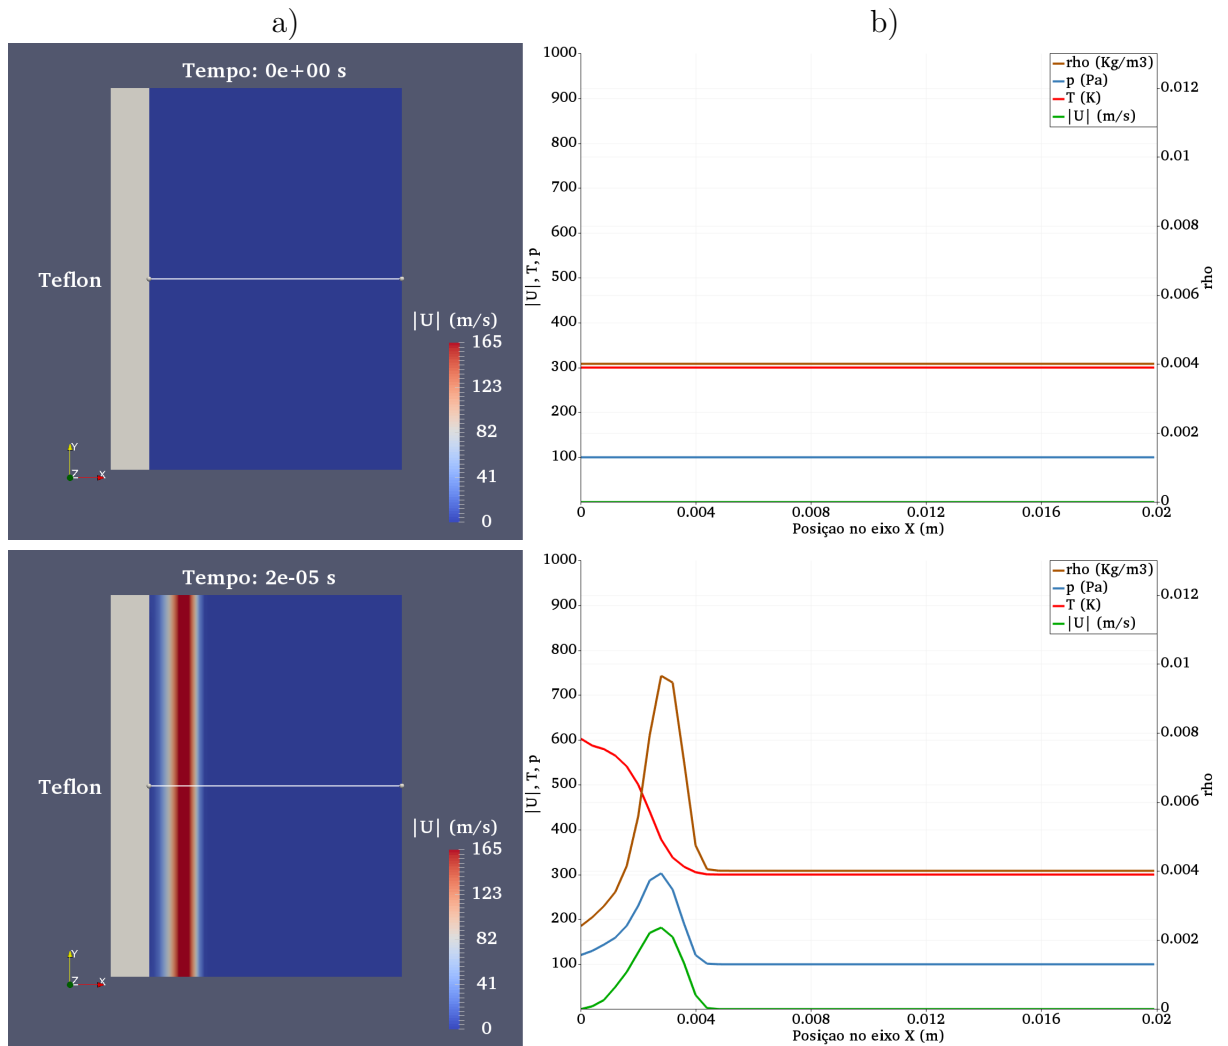 a)
b)
Tempo: 0e+00 s
Teflon
|U| (m/s)
165
123
82
41
0
Y
Z
X
1000
900
800
700
600
500
400
300
200
100
|U|, T, p
rho (Kg/m3)
p (Pa)
T (K)
|U| (m/s)
0.012
0.01
0.008
0.006
0.004
0.002
0
rho
0
0.004
0.008
0.012
0.016
0.02
Posiçao no eixo X (m)
Tempo: 2e-05 s
Teflon
|U| (m/s)
165
123
82
41
0
Y
Z
X
1000
900
800
700
600
500
400
300
200
100
|U|, T, p
rho (Kg/m3)
p (Pa)
T (K)
|U| (m/s)
0.012
0.01
0.008
0.006
0.004
0.002
0
rho
0
0.004
0.008
0.012
0.016
0.02
Posiçao no eixo X (m)